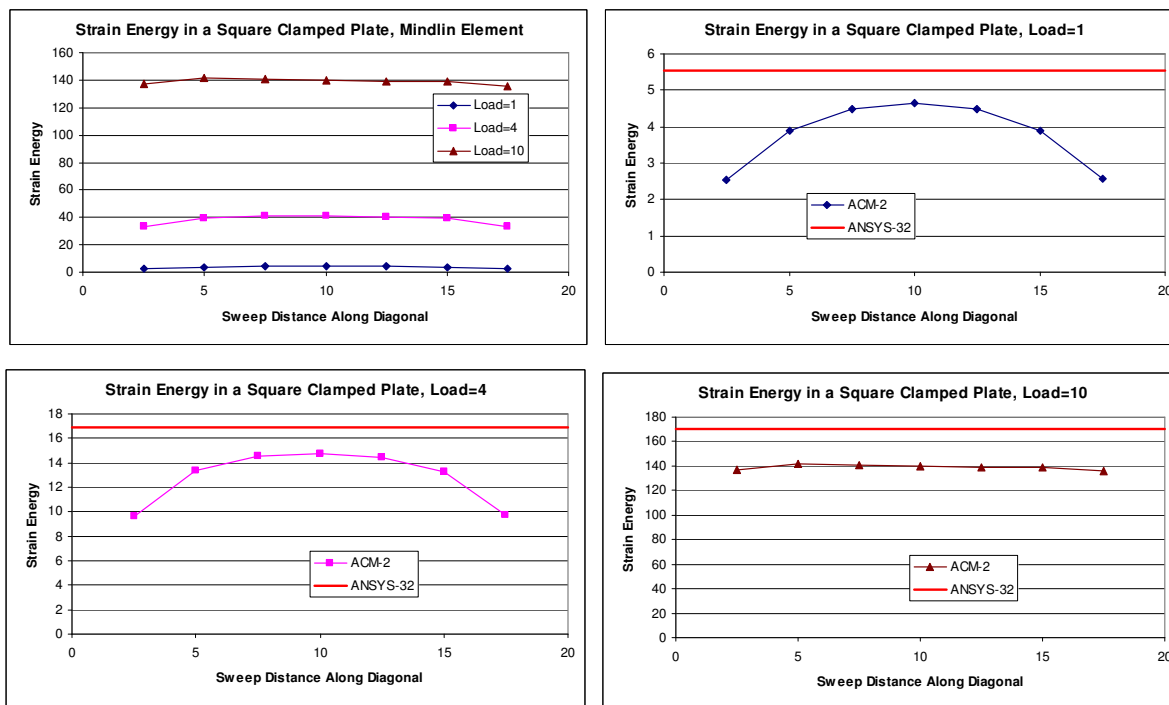 Strain Energy in a Square Clamped Plate, Mindlin Element
160
140
120
100
80
60
40
20
0
Strain Energy
Load=1
Load=4
Load=10
0 5 10 15 20
Sweep Distance Along Diagonal
Strain Energy in a Square Clamped Plate, Load=1
6
5
4
3
2
1
0
Strain Energy
ACM-2
ANSYS-32
0 5 10 15 20
Sweep Distance Along Diagonal
Strain Energy in a Square Clamped Plate, Load=4
18
16
14
12
10
8
6
4
2
0
Strain Energy
ACM-2
ANSYS-32
0 5 10 15 20
Sweep Distance Along Diagonal
Strain Energy in a Square Clamped Plate, Load=10
180
160
140
120
100
80
60
40
20
0
Strain Energy
ACM-2
ANSYS-32
0 5 10 15 20
Sweep Distance Along Diagonal